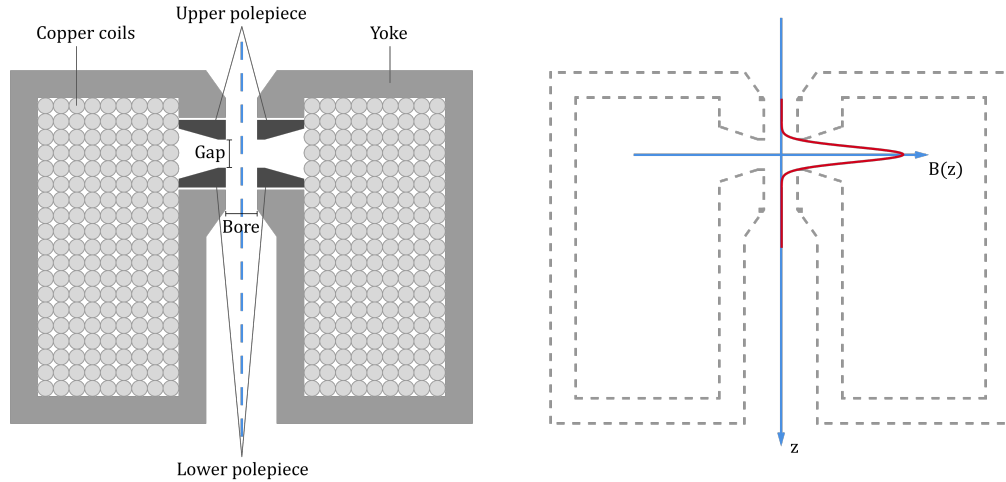 Upper polepiece
Copper coils
Yoke
Gap
Bore
Lower polepiece
B(z)
z